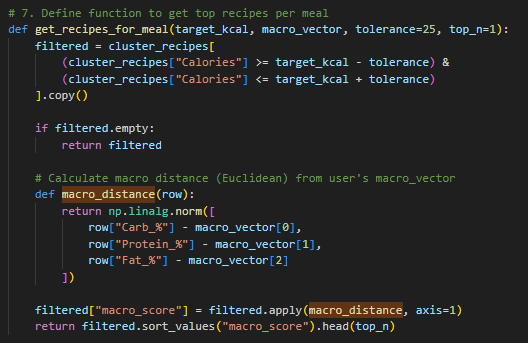 # 7. Define function to get top recipes per meal
def get_recipes_for_meal(target_kcal, macro_vector, tolerance=25, top_n=1):
    filtered = cluster_recipes[
        (cluster_recipes["Calories"] >= target_kcal - tolerance) &
        (cluster_recipes["Calories"] <= target_kcal + tolerance)
    ].copy()

    if filtered.empty:
        return filtered

    # Calculate macro distance (Euclidean) from user's macro_vector
    def macro_distance(row):
        return np.linalg.norm([
            row["Carb_%"] - macro_vector[0],
            row["Protein_%"] - macro_vector[1],
            row["Fat_%"] - macro_vector[2]
        ])

    filtered["macro_score"] = filtered.apply(macro_distance, axis=1)
    return filtered.sort_values("macro_score").head(top_n)